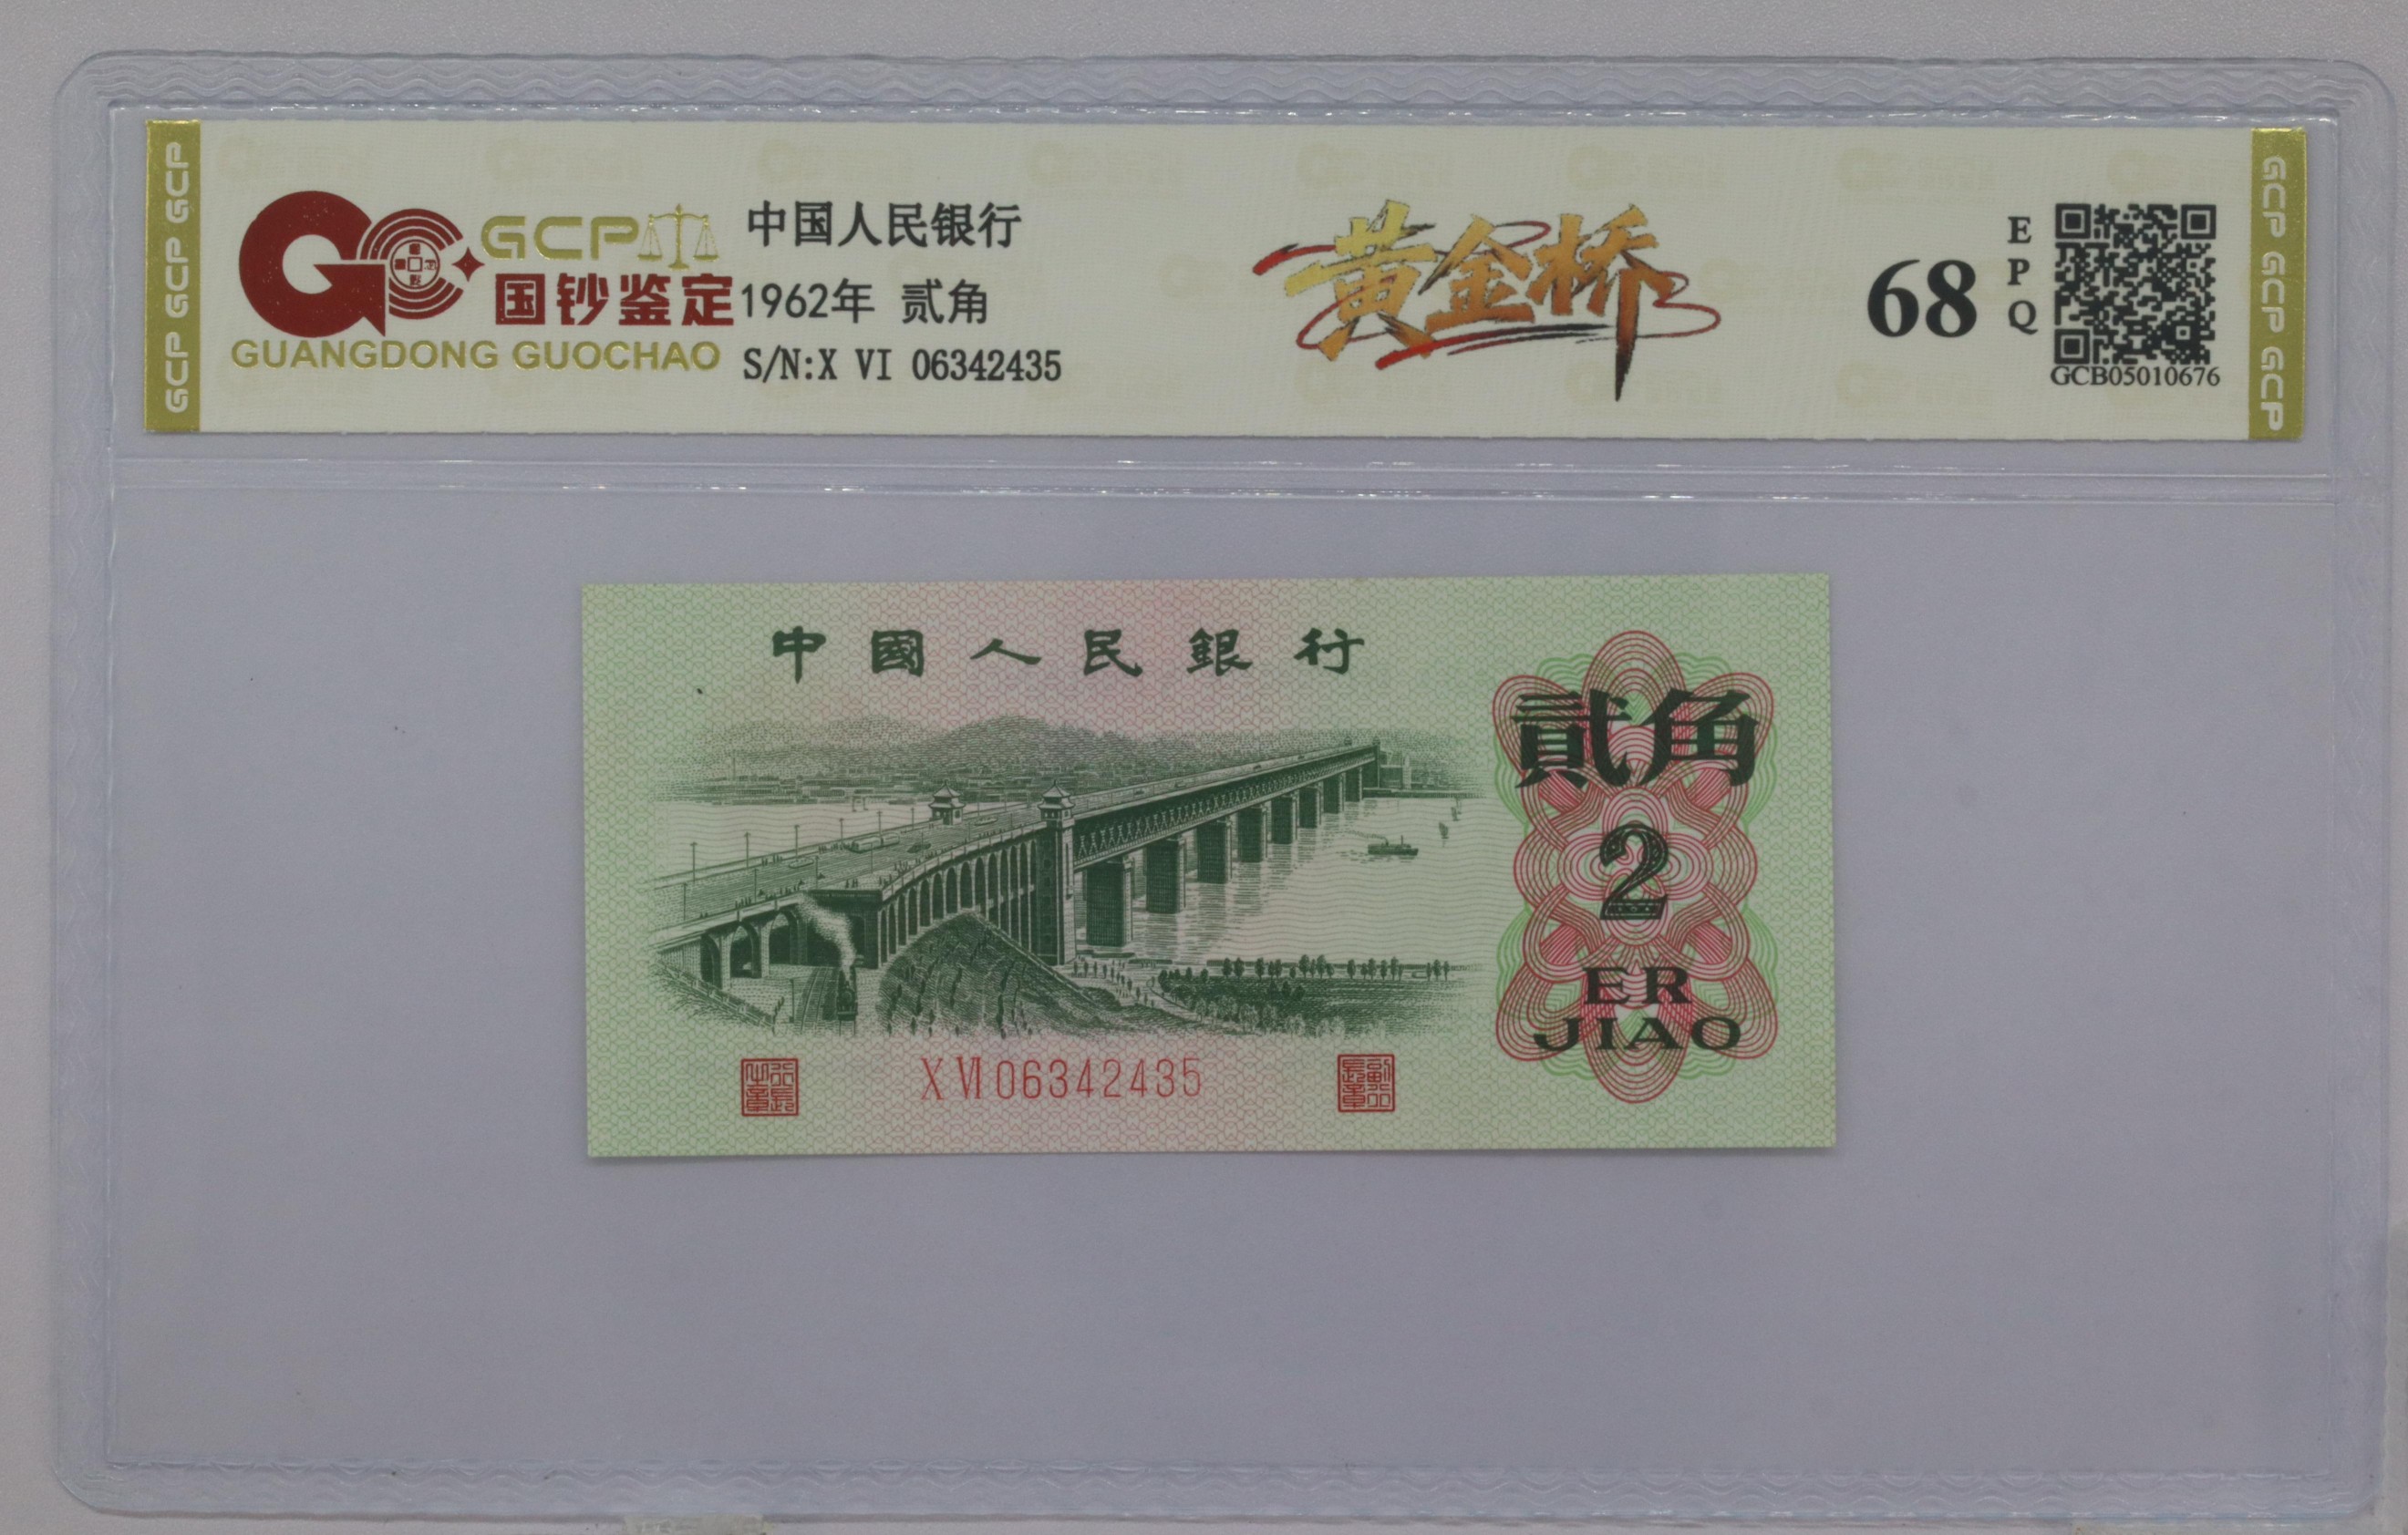 GCP GCP GCP
GCP
国钞鉴定
GUANGDONG GUOCHAO
中国人民银行
1962年 贰角
S/N:X VI 06342435
黄金桥
68
EPQ
GCB05010676
GCP GCP GCP
中國人民銀行
貳角
2
ER
JIAO
X VI 06342435